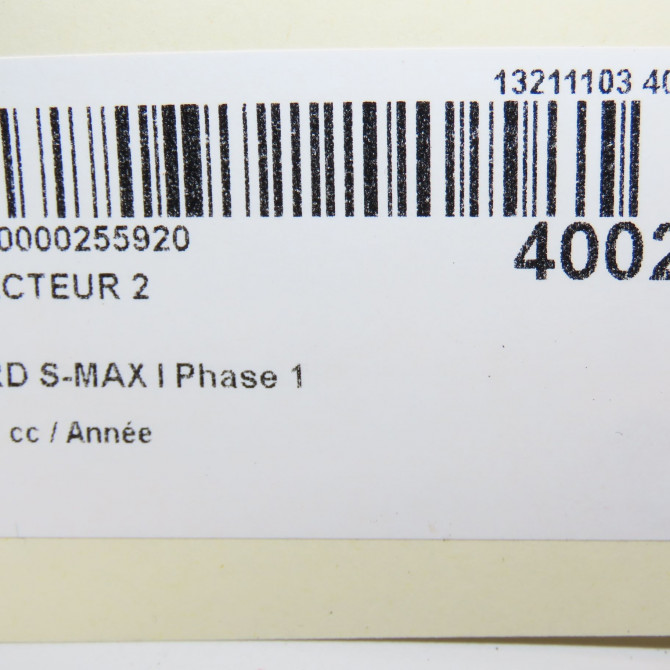 13211103 40
0000255920
4002
CTEUR 2
RD S-MAX I Phase 1
cc / Année